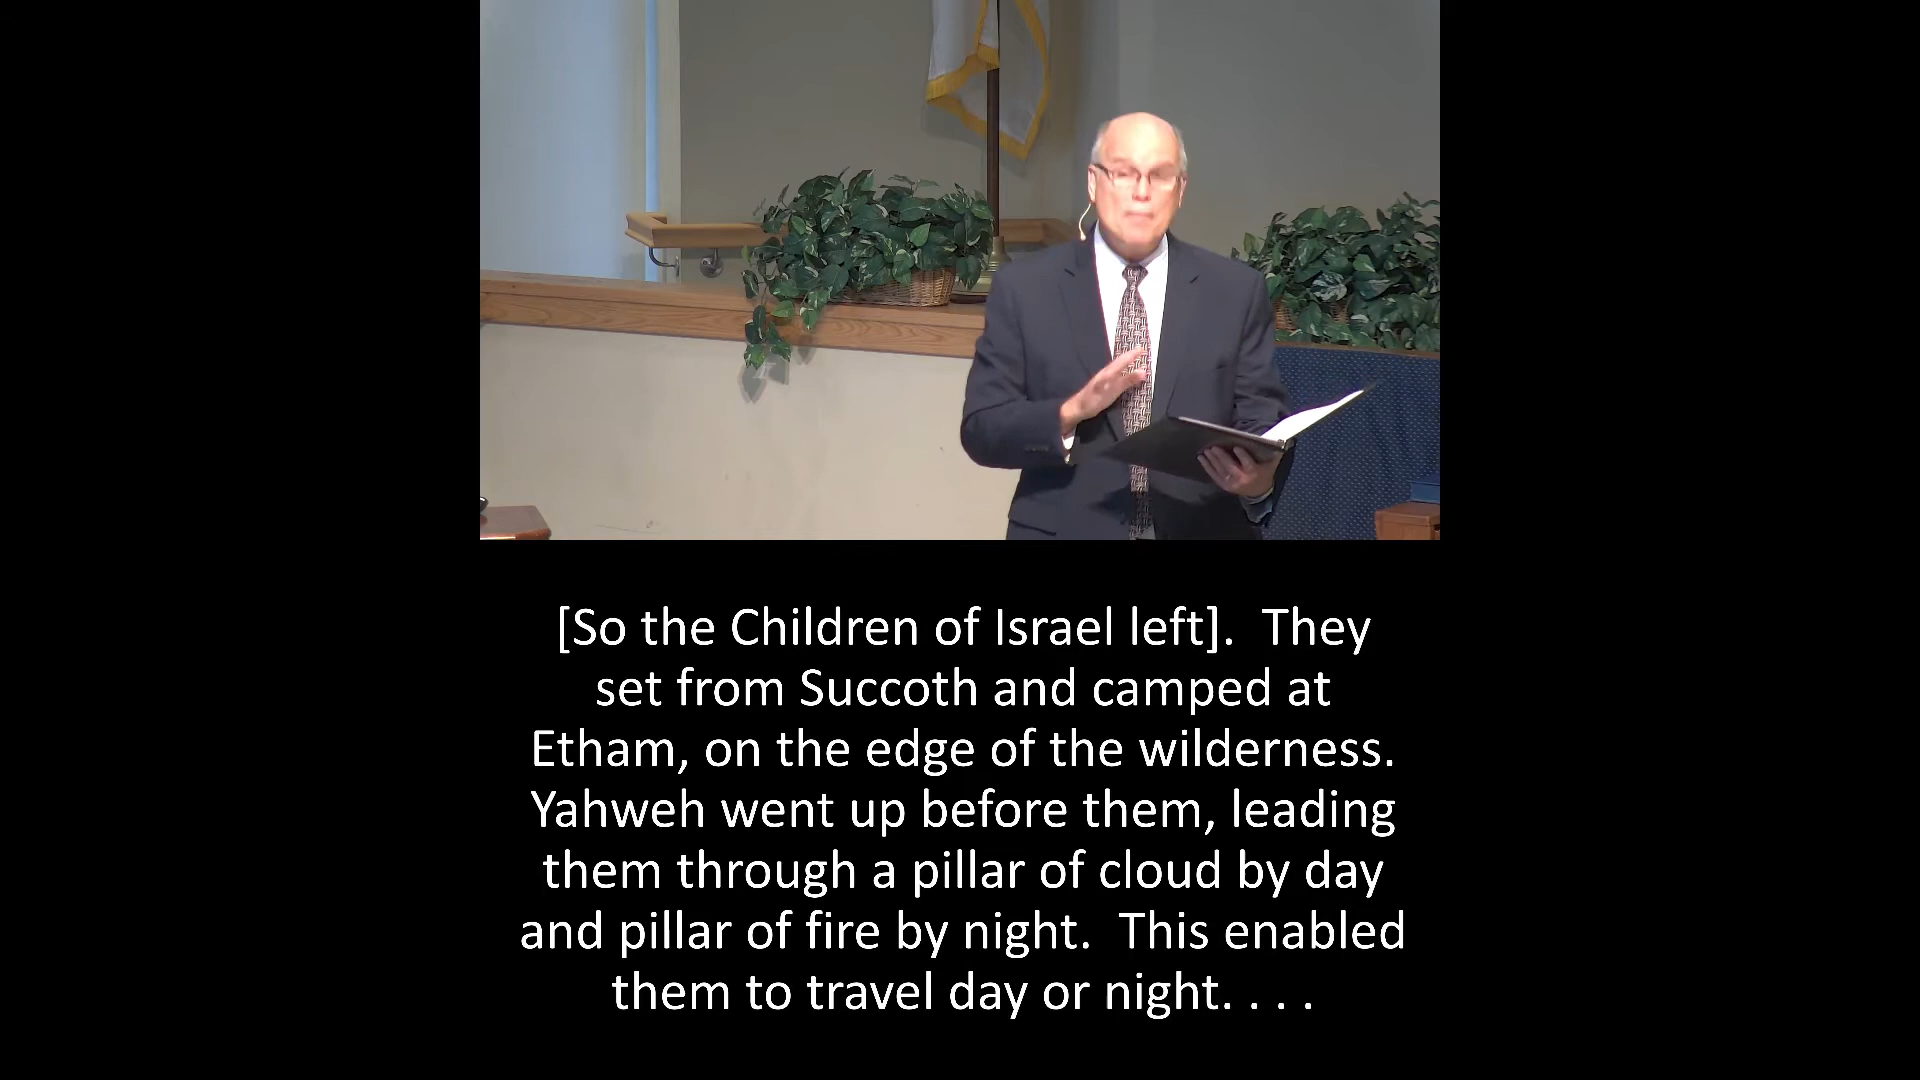 [So the Children of Israel left].  They
set from Succoth and camped at
Etham, on the edge of the wilderness.
Yahweh went up before them, leading
them through a pillar of cloud by day
and pillar of fire by night.  This enabled
them to travel day or night. . . .